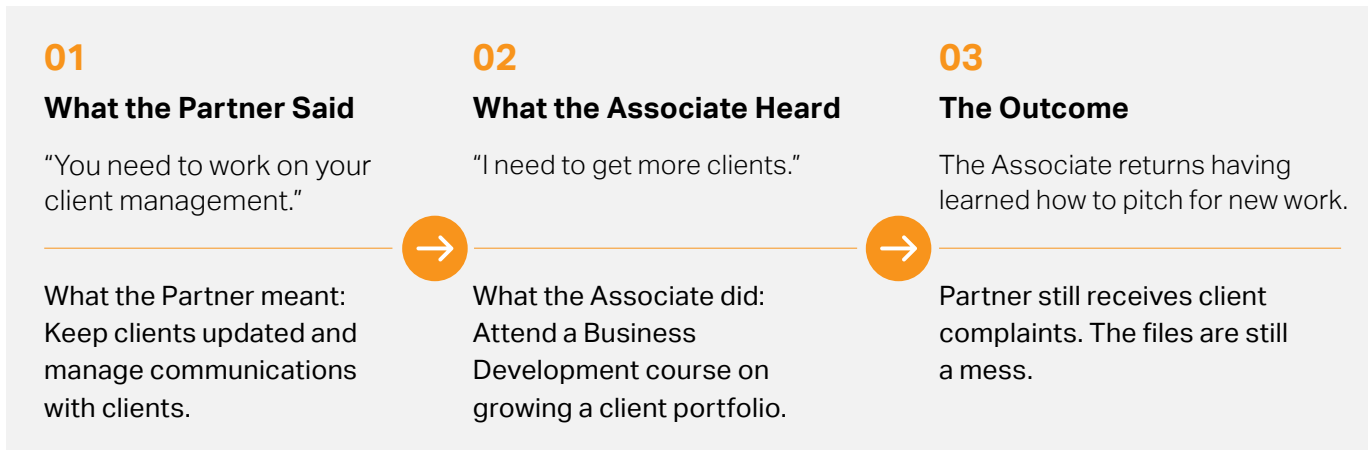 01
What the Partner Said
“You need to work on your
client management.”
What the Partner meant:
Keep clients updated and
manage communications
with clients.
02
What the Associate Heard
“I need to get more clients.”
What the Associate did:
Attend a Business
Development course on
growing a client portfolio.
03
The Outcome
The Associate returns having
learned how to pitch for new work.
Partner still receives client
complaints. The files are still
a mess.